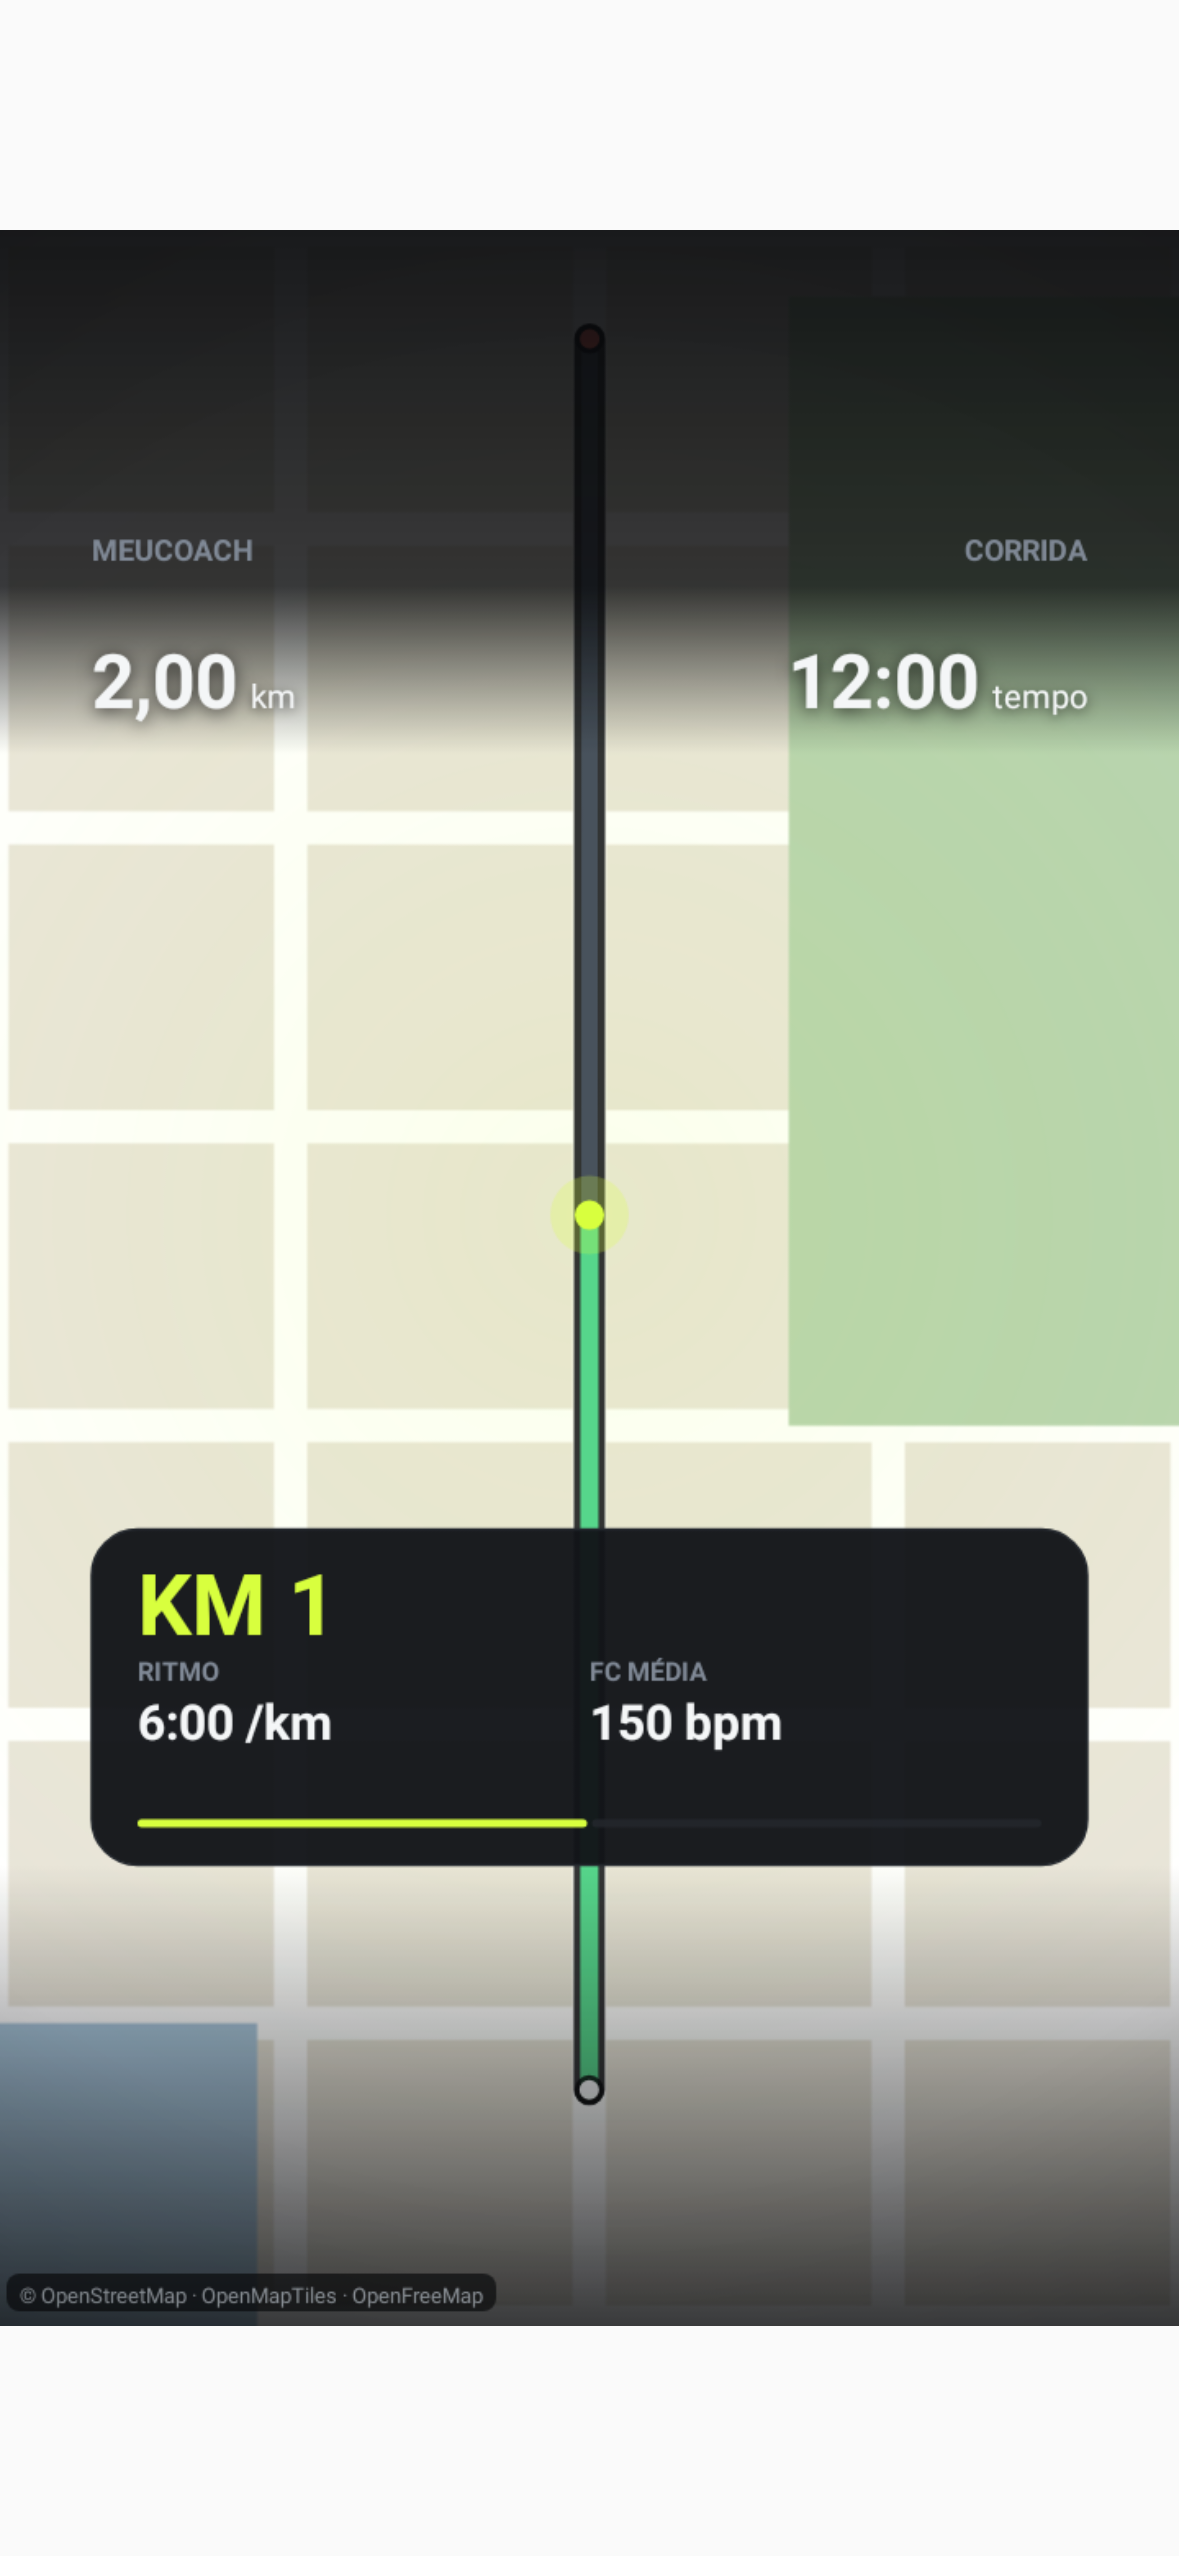 MEUCOACH
CORRIDA
2,00 km
12:00 tempo
KM 1
RITMO
FC MÉDIA
6:00 /km
150 bpm
© OpenStreetMap · OpenMapTiles · OpenFreeMap